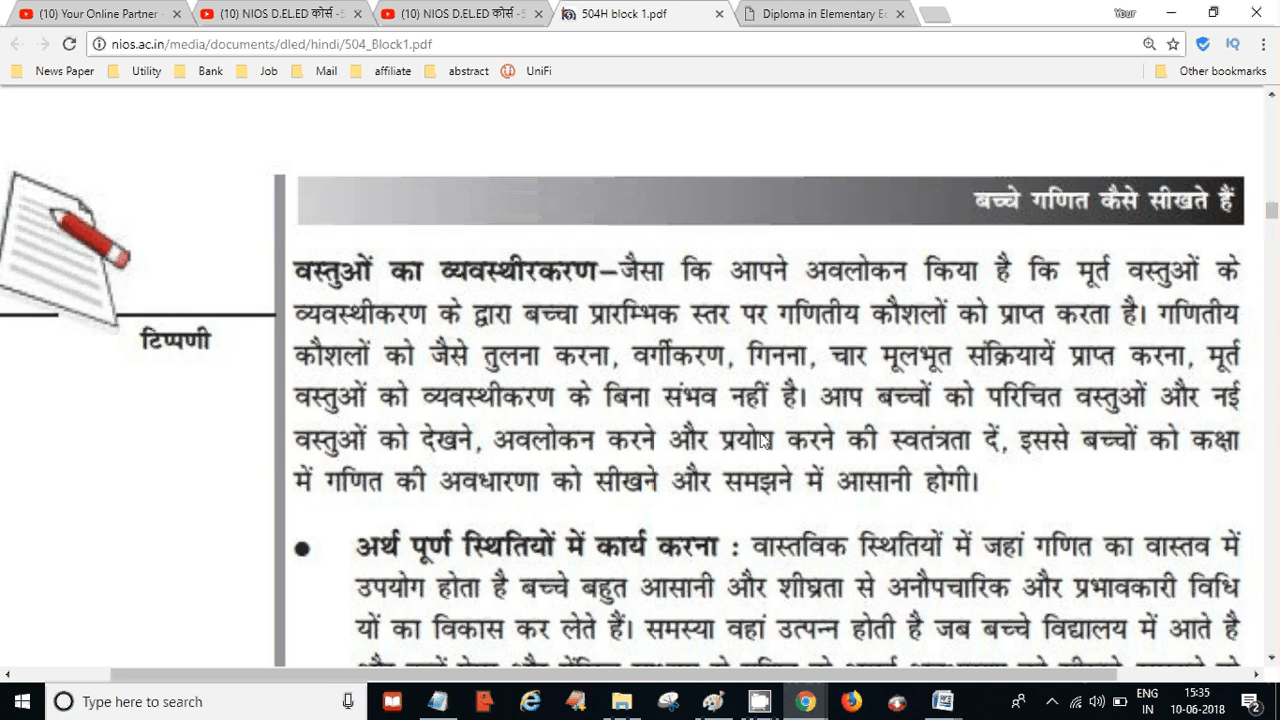 (10) Your Online Partner -
(10) NIOS D.EL.ED कोर्स -5
(10) NIOS D.EL.ED कोर्स -5
504H block 1.pdf
Diploma in Elementary Ec
Your
nios.ac.in/media/documents/dled/hindi/504_Block1.pdf
IQ
News Paper Utility Bank Job Mail affiliate abstract UniFi Other bookmarks
बच्चे गणित कैसे सीखते हैं
टिप्पणी
वस्तुओं का व्यवस्थीरकरण–जैसा कि आपने अवलोकन किया है कि मूर्त वस्तुओं के
व्यवस्थीकरण के द्वारा बच्चा प्रारम्भिक स्तर पर गणितीय कौशलों को प्राप्त करता है। गणितीय
कौशलों को जैसे तुलना करना, वर्गीकरण, गिनना, चार मूलभूत संक्रियायें प्राप्त करना, मूर्त
वस्तुओं को व्यवस्थीकरण के बिना संभव नहीं है। आप बच्चों को परिचित वस्तुओं और नई
वस्तुओं को देखने, अवलोकन करने और प्रयोग करने की स्वतंत्रता दें, इससे बच्चों को कक्षा
में गणित की अवधारणा को सीखने और समझने में आसानी होगी।
● अर्थ पूर्ण स्थितियों में कार्य करना : वास्तविक स्थितियों में जहां गणित का वास्तव में
उपयोग होता है बच्चे बहुत आसानी और शीघ्रता से अनौपचारिक और प्रभावकारी विधि
यों का विकास कर लेते हैं। समस्या वहां उत्पन्न होती है जब बच्चे विद्यालय में आते है
Type here to search
ENG
IN
15:35
10-06-2018
2